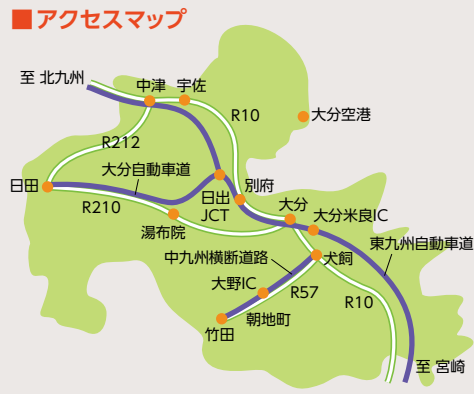 ■アクセスマップ
至 北九州
中津
宇佐
R10
大分空港
R212
大分自動車道
日田
R210
日出
JCT
別府
湯布院
大分
大分米良IC
東九州自動車道
中九州横断道路
犬飼
大野IC
R57
R10
朝地町
竹田
至 宮崎